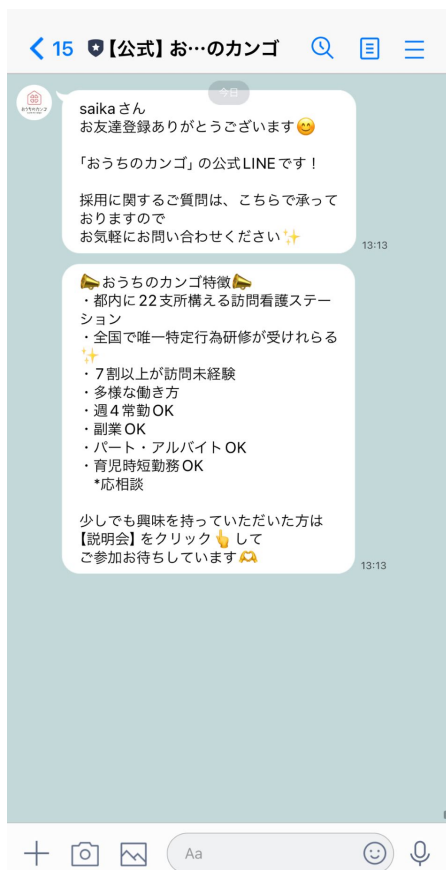 15 【公式】お…のカンゴ
今日
saikaさん
お友達登録ありがとうございます😊
「おうちのカンゴ」の公式LINEです！
採用に関するご質問は、こちらで承って
おりますので
お気軽にお問い合わせください✨
13:13
📣おうちのカンゴ特徴📣
・都内に22支所構える訪問看護ステー
ション
・全国で唯一特定行為研修が受けれらる
✨
・7割以上が訪問未経験
・多様な働き方
・週4常勤OK
・副業OK
・パート・アルバイトOK
・育児時短勤務OK
*応相談
少しでも興味を持っていただいた方は
【説明会】をクリック👆して
ご参加お待ちしています🫶
13:13
Aa